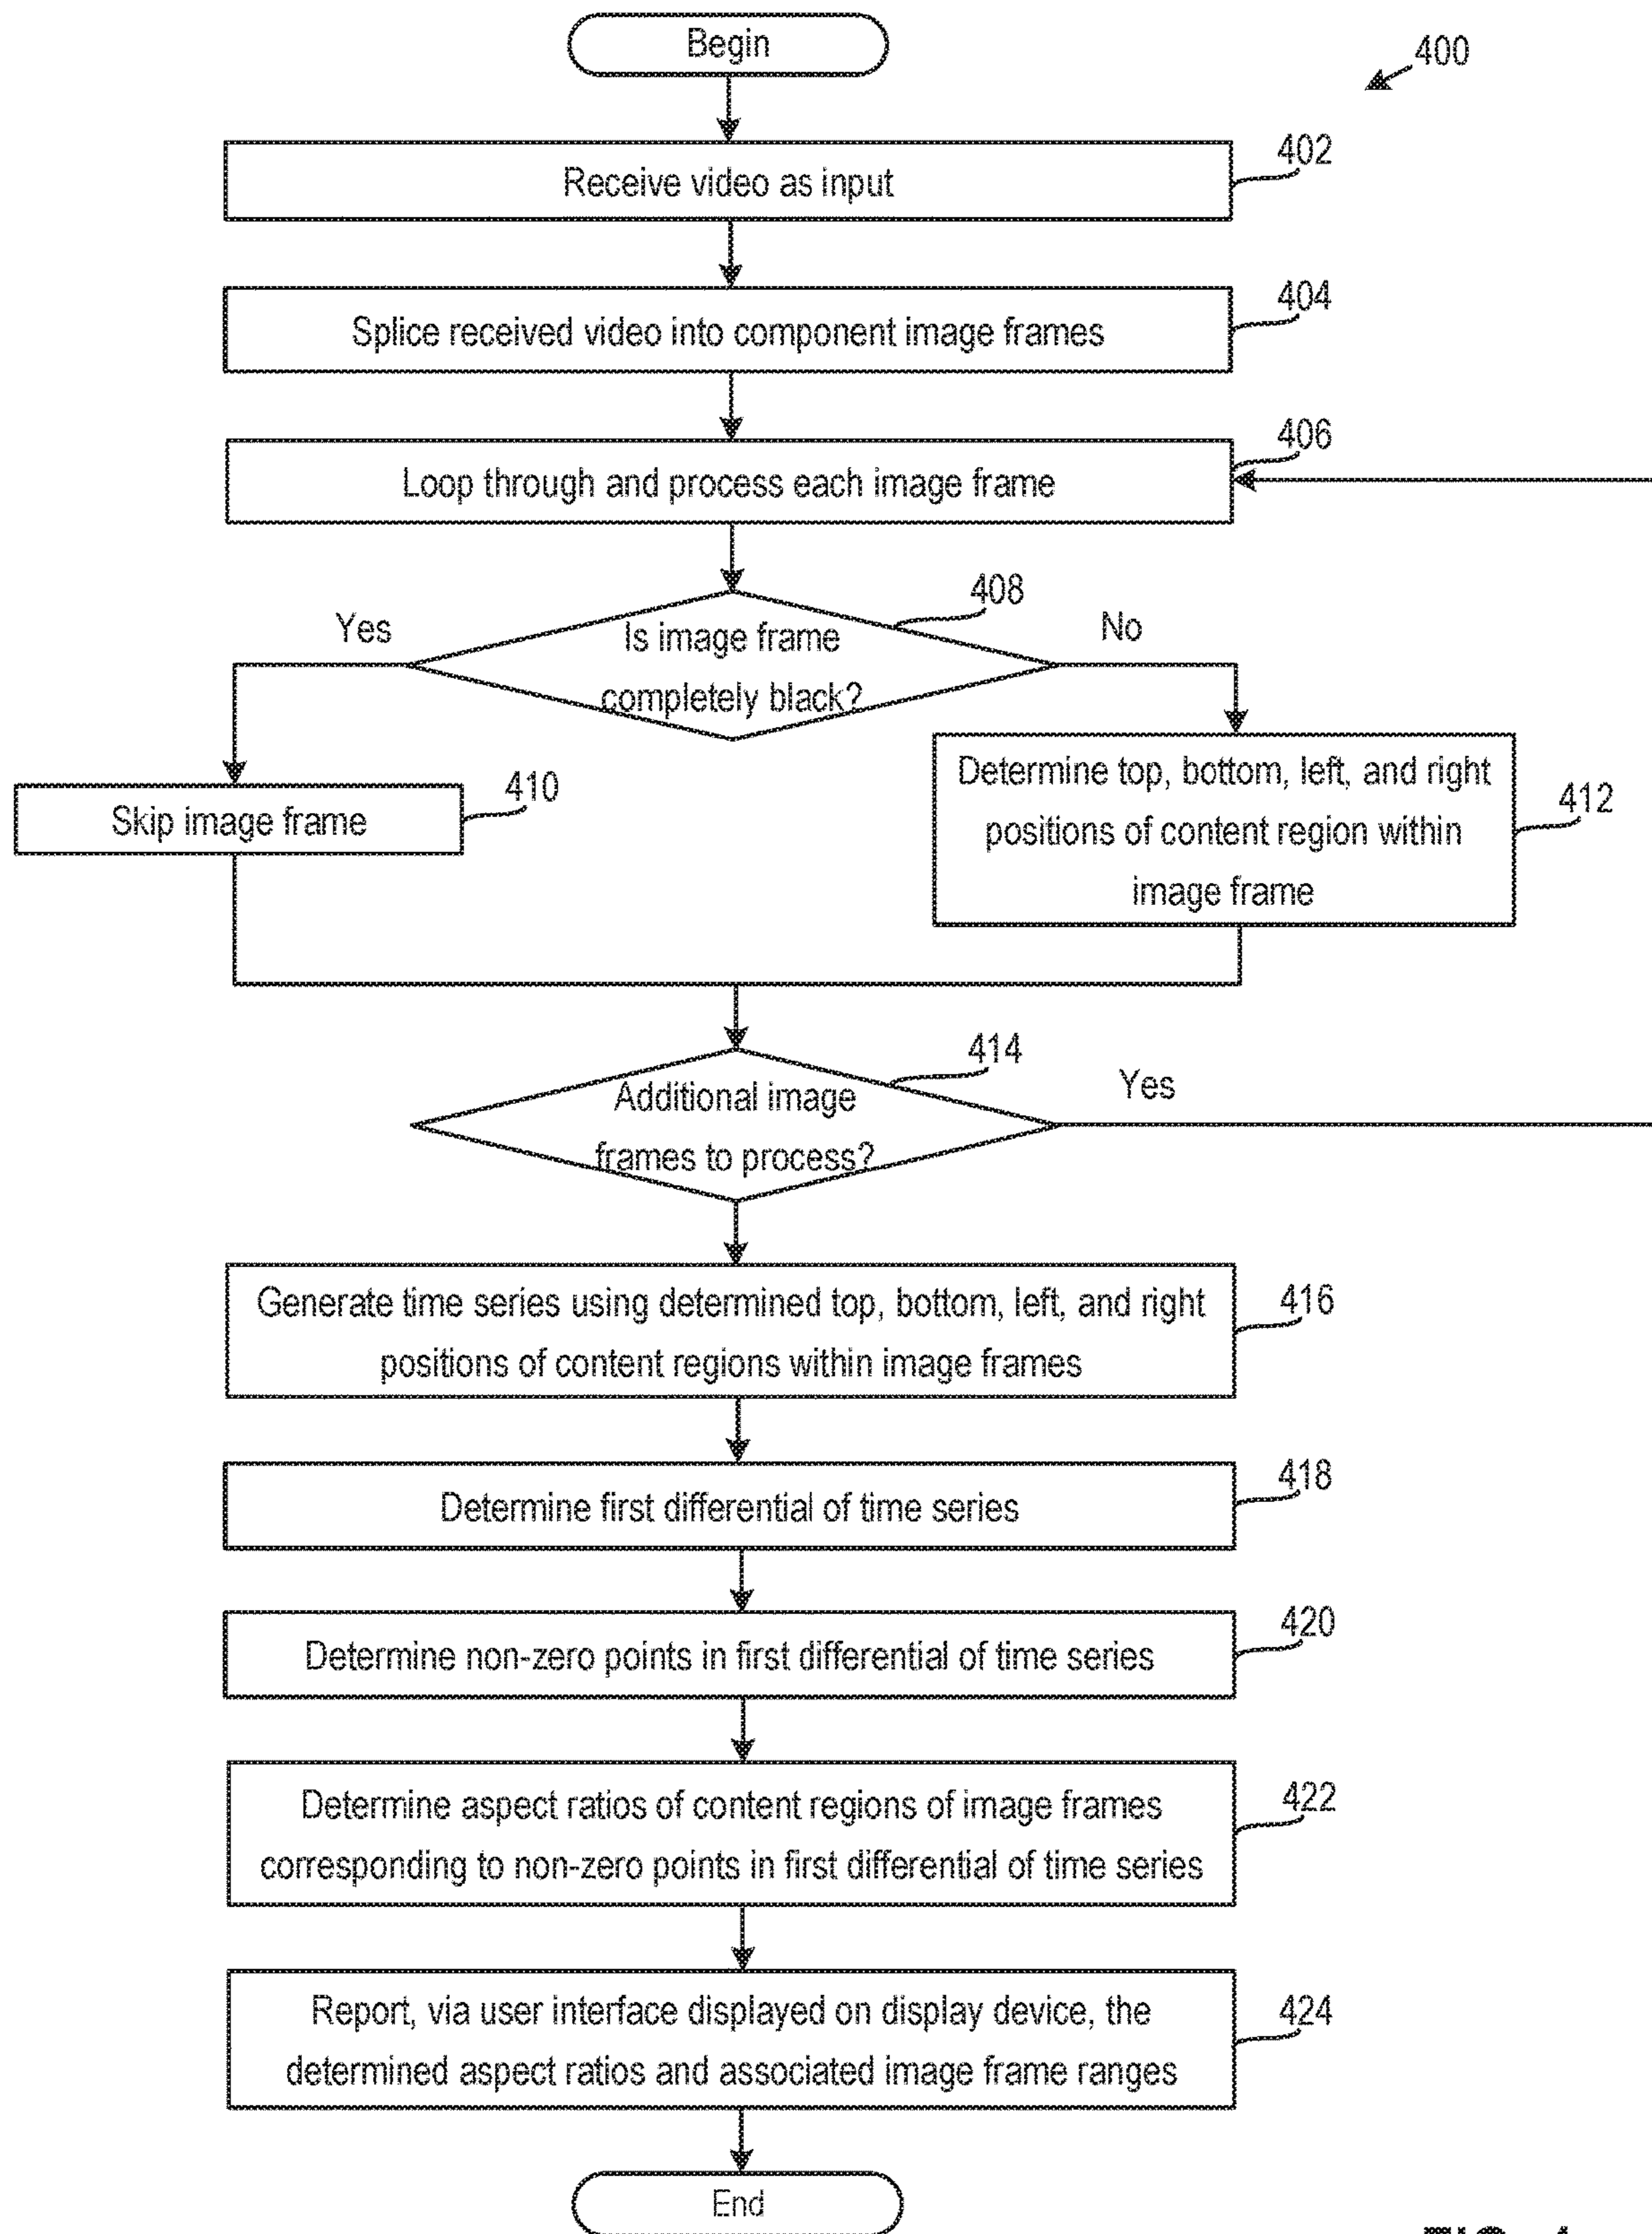 Begin
400
402
Receive video as input
404
Splice received video into component image frames
406
Loop through and process each image frame
408
Yes
No
Is image frame
completely black?
410
Skip image frame
Determine top, bottom, left, and right
positions of content region within
image frame
412
414
Additional image
frames to process?
Yes
416
Generate time series using determined top, bottom, left, and right
positions of content regions within image frames
418
Determine first differential of time series
420
Determine non-zero points in first differential of time series
422
Determine aspect ratios of content regions of image frames
corresponding to non-zero points in first differential of time series
424
Report, via user interface displayed on display device, the
determined aspect ratios and associated image frame ranges
End